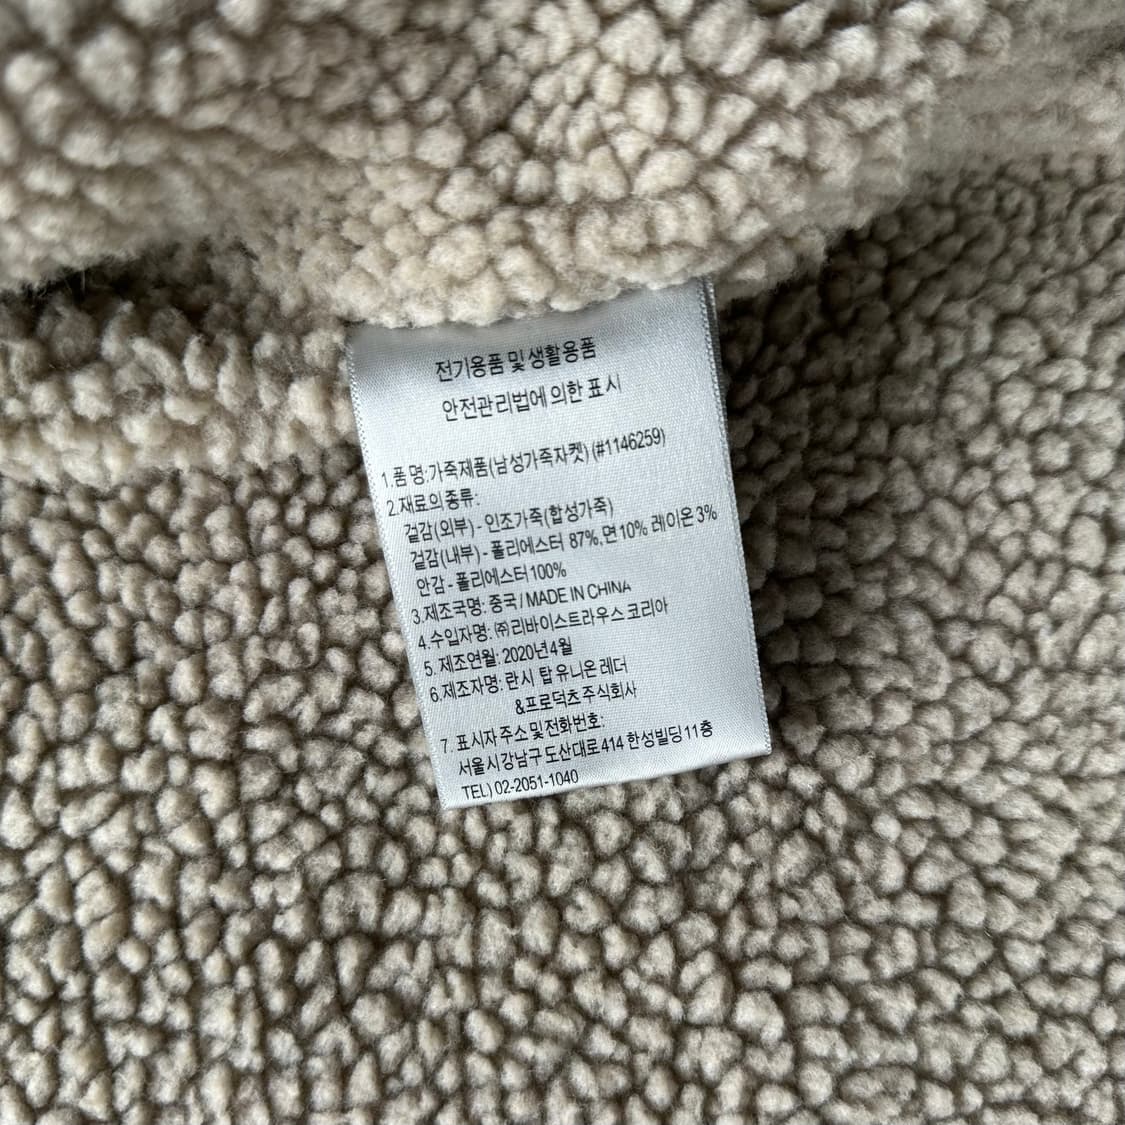 전기용품 및 생활용품
안전관리법에 의한 표시
1.품 명:가죽제품(남성가죽자켓) (#1146259)
2.재료의 종류:
겉감(외부) - 인조가죽(합성가죽)
겉감(내부) - 폴리에스터 87%,면10% 레이온 3%
안감 - 폴리에스터100%
3.제조국명: 중국 / MADE IN CHINA
4.수입자명: ㈜리바이스트라우스 코리아
5. 제조연월: 2020년 4월
6.제조자명: 란시 탑 유니온 레더
&프로덕츠 주식회사
7. 표시자 주소 및 전화번호:
서울시 강남구 도산대로 414 한성빌딩 11층
TEL) 02-2051-1040